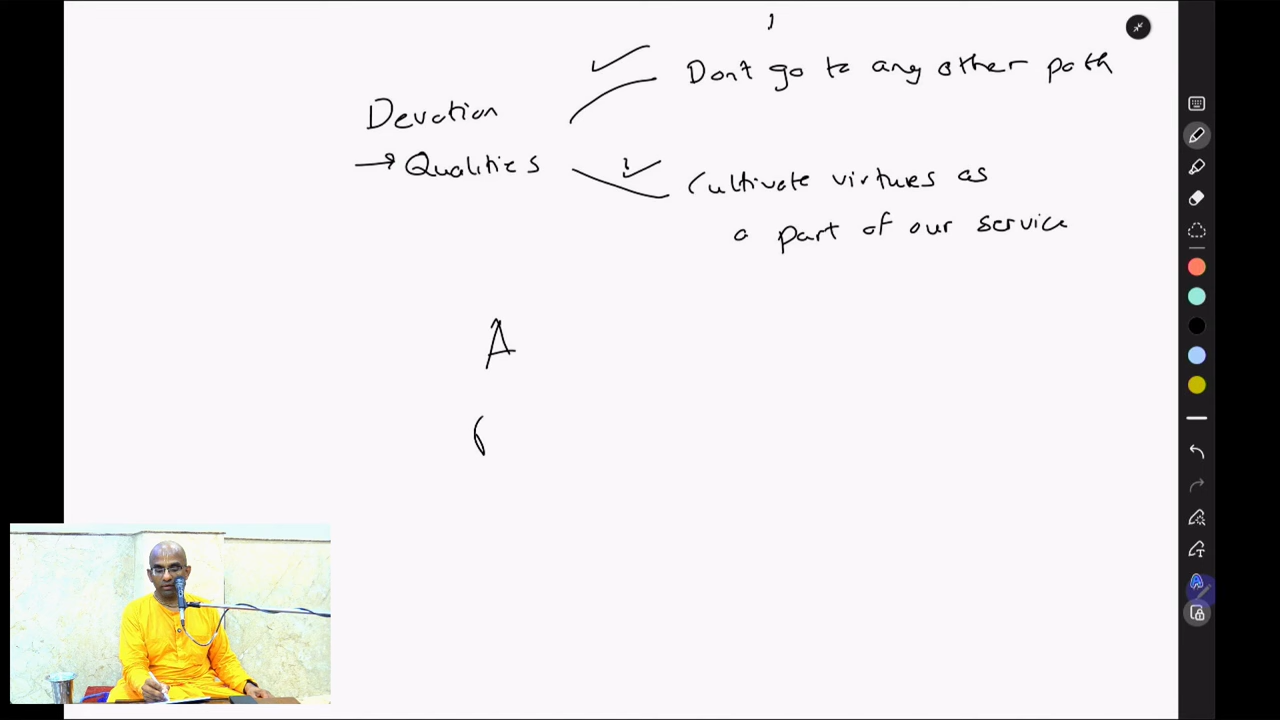 Don't go to any other path
Devotion
→ Qualities
Cultivate virtues as
a part of our service
A